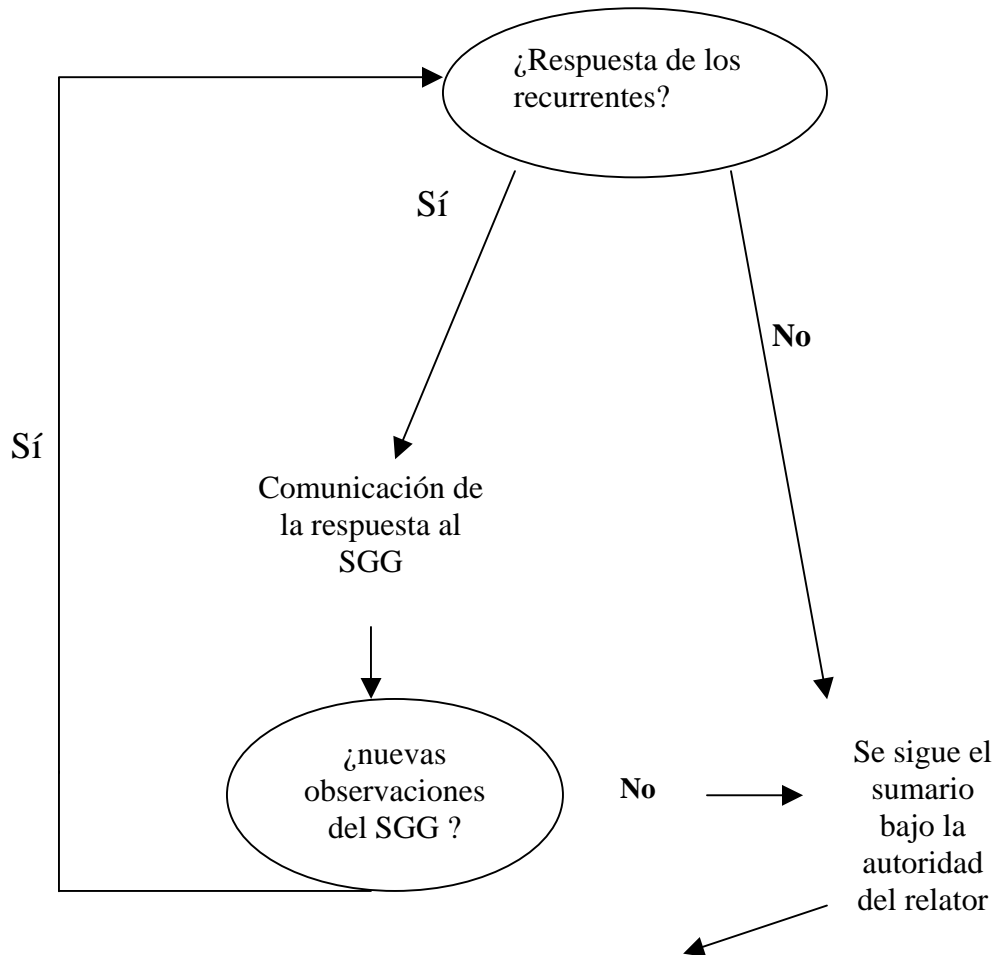 ¿Respuesta de los
recurrentes?
Sí
No
Sí
Comunicación de
la respuesta al
SGG
¿nuevas
observaciones
del SGG ?
No
Se sigue el
sumario
bajo la
autoridad
del relator